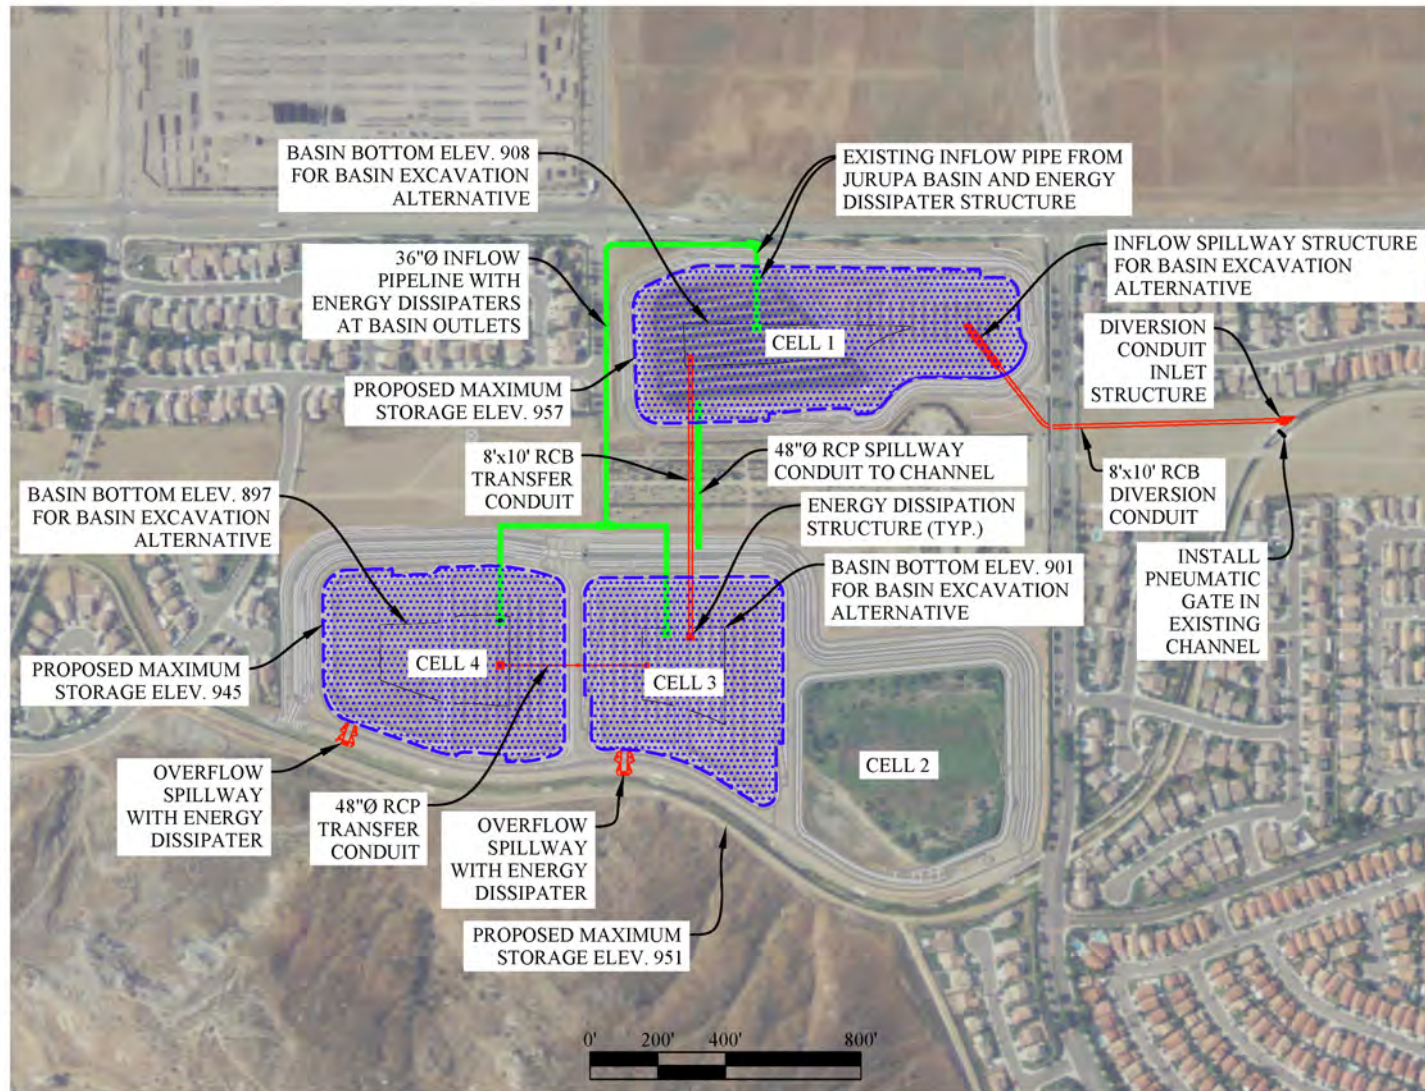 BASIN BOTTOM ELEV. 908
FOR BASIN EXCAVATION
ALTERNATIVE
EXISTING INFLOW PIPE FROM
JURUPA BASIN AND ENERGY
DISSIPATER STRUCTURE
36"Ø INFLOW
PIPELINE WITH
ENERGY DISSIPATERS
AT BASIN OUTLETS
INFLOW SPILLWAY STRUCTURE
FOR BASIN EXCAVATION
ALTERNATIVE
CELL 1
DIVERSION
CONDUIT
INLET
STRUCTURE
PROPOSED MAXIMUM
STORAGE ELEV. 957
8'x10' RCB
TRANSFER
CONDUIT
48"Ø RCP SPILLWAY
CONDUIT TO CHANNEL
8'x10' RCB
DIVERSION
CONDUIT
BASIN BOTTOM ELEV. 897
FOR BASIN EXCAVATION
ALTERNATIVE
ENERGY DISSIPATION
STRUCTURE (TYP.)
INSTALL
PNEUMATIC
GATE IN
EXISTING
CHANNEL
BASIN BOTTOM ELEV. 901
FOR BASIN EXCAVATION
ALTERNATIVE
PROPOSED MAXIMUM
STORAGE ELEV. 945
CELL 4
CELL 3
CELL 2
OVERFLOW
SPILLWAY
WITH ENERGY
DISSIPATER
48"Ø RCP
TRANSFER
CONDUIT
OVERFLOW
SPILLWAY
WITH ENERGY
DISSIPATER
PROPOSED MAXIMUM
STORAGE ELEV. 951
0' 200' 400' 800'